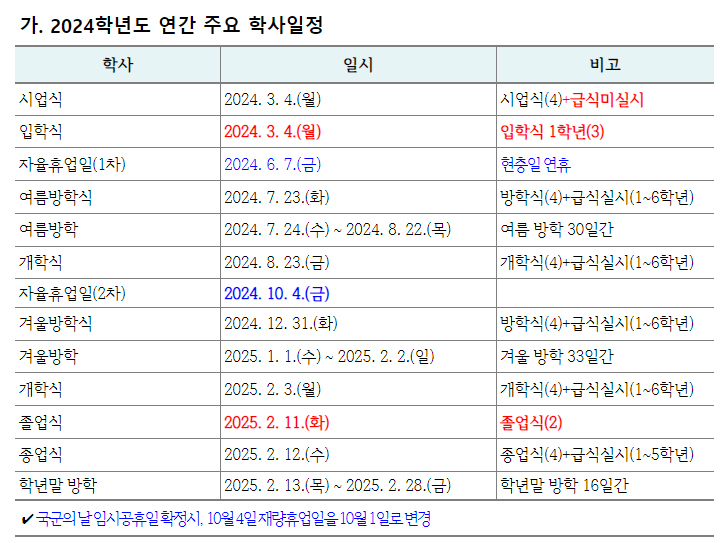 가. 2024학년도 연간 주요 학사일정
학사 일시 비고
시업식 2024. 3. 4.(월) 시업식(4)+급식미실시
입학식 2024. 3. 4.(월) 입학식 1학년(3)
자율휴업일(1차) 2024. 6. 7.(금) 현충일 연휴
여름방학식 2024. 7. 23.(화) 방학식(4)+급식실시(1~6학년)
여름방학 2024. 7. 24.(수) ~ 2024. 8. 22.(목) 여름 방학 30일간
개학식 2024. 8. 23.(금) 개학식(4)+급식실시(1~6학년)
자율휴업일(2차) 2024. 10. 4.(금)
겨울방학식 2024. 12. 31.(화) 방학식(4)+급식실시(1~6학년)
겨울방학 2025. 1. 1.(수) ~ 2025. 2. 2.(일) 겨울 방학 33일간
개학식 2025. 2. 3.(월) 개학식(4)+급식실시(1~6학년)
졸업식 2025. 2. 11.(화) 졸업식(2)
종업식 2025. 2. 12.(수) 종업식(4)+급식실시(1~5학년)
학년말 방학 2025. 2. 13.(목) ~ 2025. 2. 28.(금) 학년말 방학 16일간
✔ 국군의 날 임시공휴일 확정시, 10월 4일 재량휴업일을 10월 1일로 변경